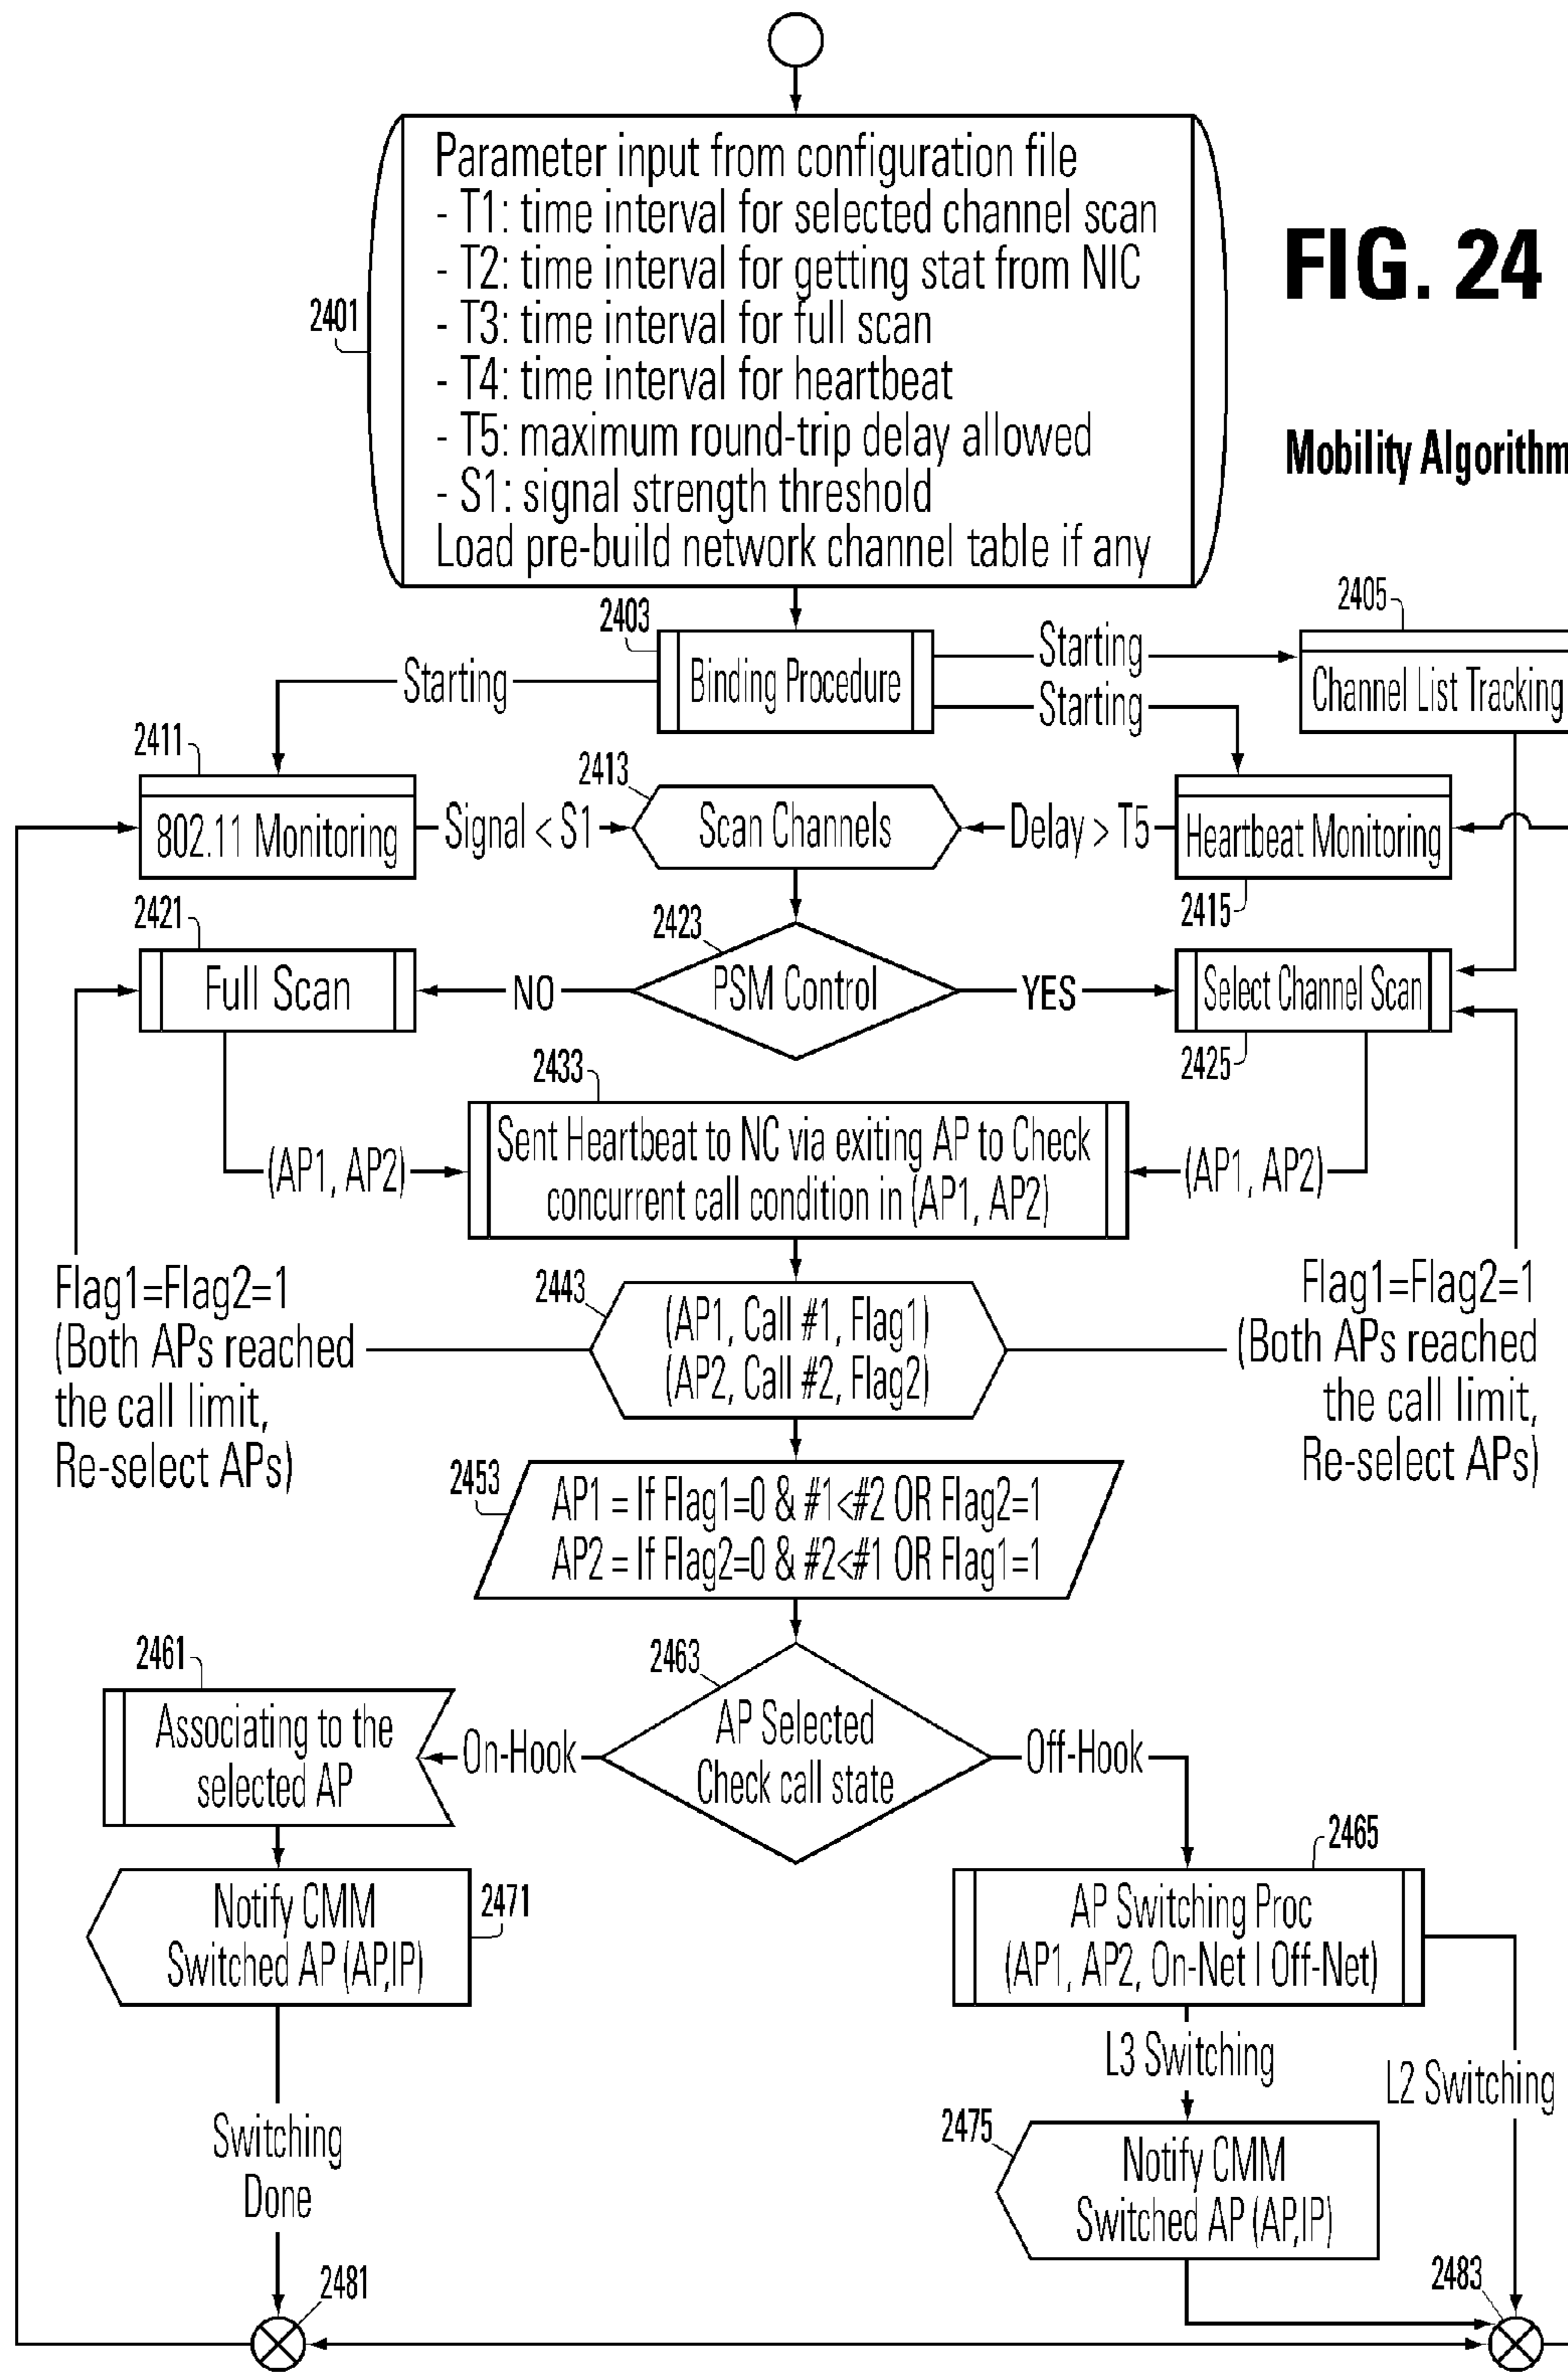 Parameter input from configuration file
- T1: time interval for selected channel scan
- T2: time interval for getting stat from NIC
- T3: time interval for full scan
- T4: time interval for heartbeat
- T5: maximum round-trip delay allowed
- S1: signal strength threshold
Load pre-build network channel table if any
2401
FIG. 24
Mobility Algorithm
2403
Binding Procedure
Starting
Starting
Starting
2405
Channel List Tracking
2411
802.11 Monitoring
Signal < S1
2413
Scan Channels
Delay > T5
Heartbeat Monitoring
2415
2421
Full Scan
NO
2423
PSM Control
YES
Select Channel Scan
2425
2433
Sent Heartbeat to NC via exiting AP to Check
concurrent call condition in (AP1, AP2)
(AP1, AP2)
(AP1, AP2)
Flag1=Flag2=1
(Both APs reached
the call limit,
Re-select APs)
2443
(AP1, Call #1, Flag1)
(AP2, Call #2, Flag2)
Flag1=Flag2=1
(Both APs reached
the call limit,
Re-select APs)
2453
AP1 = If Flag1=0 & #1<#2 OR Flag2=1
AP2 = If Flag2=0 & #2<#1 OR Flag1=1
2461
Associating to the
selected AP
On-Hook
2463
AP Selected
Check call state
Off-Hook
2465
AP Switching Proc
(AP1, AP2, On-Net | Off-Net)
Notify CMM
Switched AP (AP,IP)
2471
L3 Switching
L2 Switching
Switching
Done
2475
Notify CMM
Switched AP (AP,IP)
2481
2483